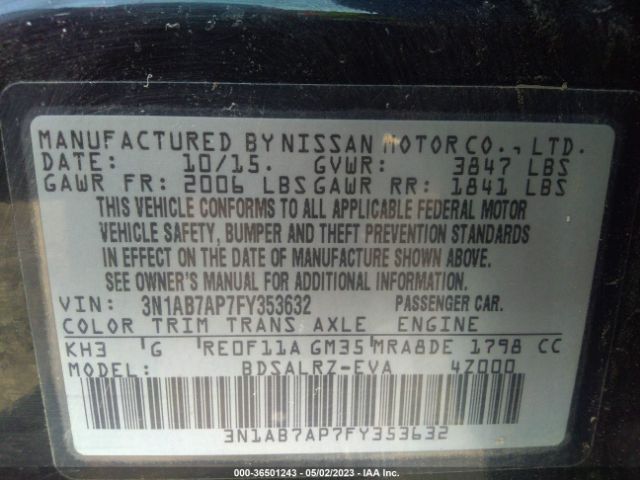 MANUFACTURED BY NISSAN MOTOR CO., LTD.
DATE: 10/15. GVWR: 3847 LBS
GAWR FR: 2006 LBS GAWR RR: 1841 LBS
THIS VEHICLE CONFORMS TO ALL APPLICABLE FEDERAL MOTOR
VEHICLE SAFETY, BUMPER AND THEFT PREVENTION STANDARDS
IN EFFECT ON THE DATE OF MANUFACTURE SHOWN ABOVE.
SEE OWNER'S MANUAL FOR ADDITIONAL INFORMATION.
VIN: 3N1AB7AP7FY353632 PASSENGER CAR.
COLOR TRIM TRANS AXLE ENGINE
KH3 G RE0F11A GM35 MRA8DE 1798 CC
MODEL: BDSALRZ-EVA 4Z000
3N1AB7AP7FY353632
000-36501243 - 05/02/2023 - IAA Inc.